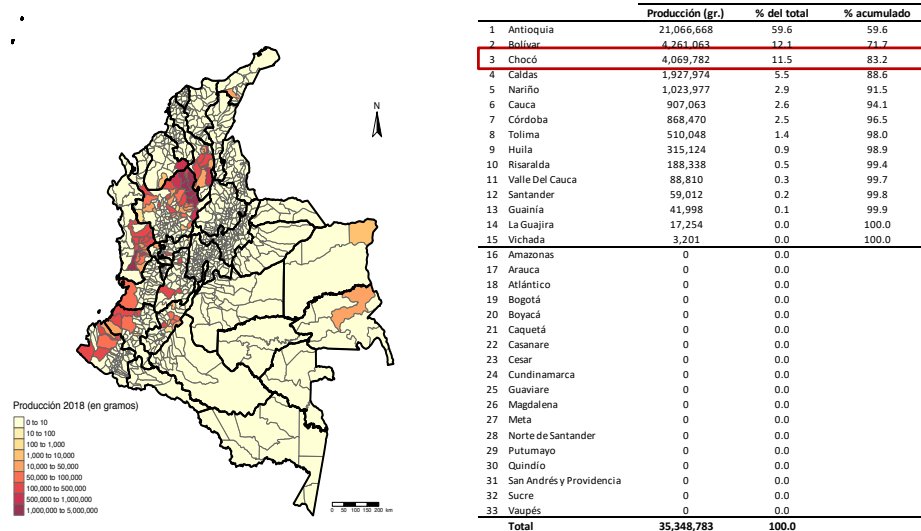 N
Producción 2018 (en gramos)
0 to 10
10 to 100
100 to 1,000
1,000 to 10,000
10,000 to 50,000
50,000 to 100,000
100,000 to 500,000
500,000 to 1,000,000
1,000,000 to 5,000,000
0 50 100 150 200 km
Producción (gr.) % del total % acumulado
1 Antioquia 21,066,668 59.6 59.6
2 Bolívar 4,261,063 12.1 71.7
3 Chocó 4,069,782 11.5 83.2
4 Caldas 1,927,974 5.5 88.6
5 Nariño 1,023,977 2.9 91.5
6 Cauca 907,063 2.6 94.1
7 Córdoba 868,470 2.5 96.5
8 Tolima 510,048 1.4 98.0
9 Huila 315,124 0.9 98.9
10 Risaralda 188,338 0.5 99.4
11 Valle Del Cauca 88,810 0.3 99.7
12 Santander 59,012 0.2 99.8
13 Guainía 41,998 0.1 99.9
14 La Guajira 17,254 0.0 100.0
15 Vichada 3,201 0.0 100.0
16 Amazonas 0 0.0
17 Arauca 0 0.0
18 Atlántico 0 0.0
19 Bogotá 0 0.0
20 Boyacá 0 0.0
21 Caquetá 0 0.0
22 Casanare 0 0.0
23 Cesar 0 0.0
24 Cundinamarca 0 0.0
25 Guaviare 0 0.0
26 Magdalena 0 0.0
27 Meta 0 0.0
28 Norte de Santander 0 0.0
29 Putumayo 0 0.0
30 Quindío 0 0.0
31 San Andrés y Providencia 0 0.0
32 Sucre 0 0.0
33 Vaupés 0 0.0
Total 35,348,783 100.0